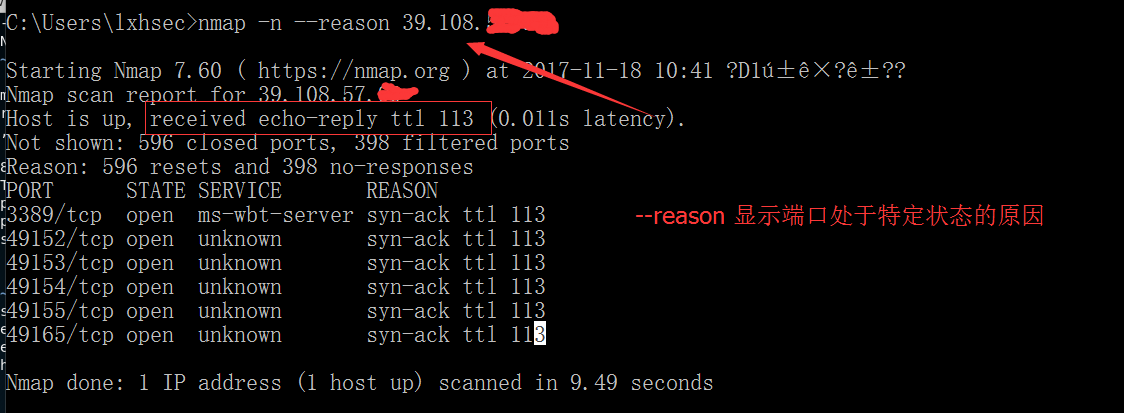 C:\Users\lxhsec>nmap -n --reason 39.108.
Starting Nmap 7.60 ( https://nmap.org ) at 2017-11-18 10:41 ?D1ú±ê×?ê±??
Nmap scan report for 39.108.57.
Host is up, received echo-reply ttl 113 (0.011s latency).
Not shown: 596 closed ports, 398 filtered ports
Reason: 596 resets and 398 no-responses
PORT      STATE SERVICE       REASON
3389/tcp  open  ms-wbt-server syn-ack ttl 113
--reason 显示端口处于特定状态的原因
49152/tcp open  unknown       syn-ack ttl 113
49153/tcp open  unknown       syn-ack ttl 113
49154/tcp open  unknown       syn-ack ttl 113
49155/tcp open  unknown       syn-ack ttl 113
49165/tcp open  unknown       syn-ack ttl 113
Nmap done: 1 IP address (1 host up) scanned in 9.49 seconds